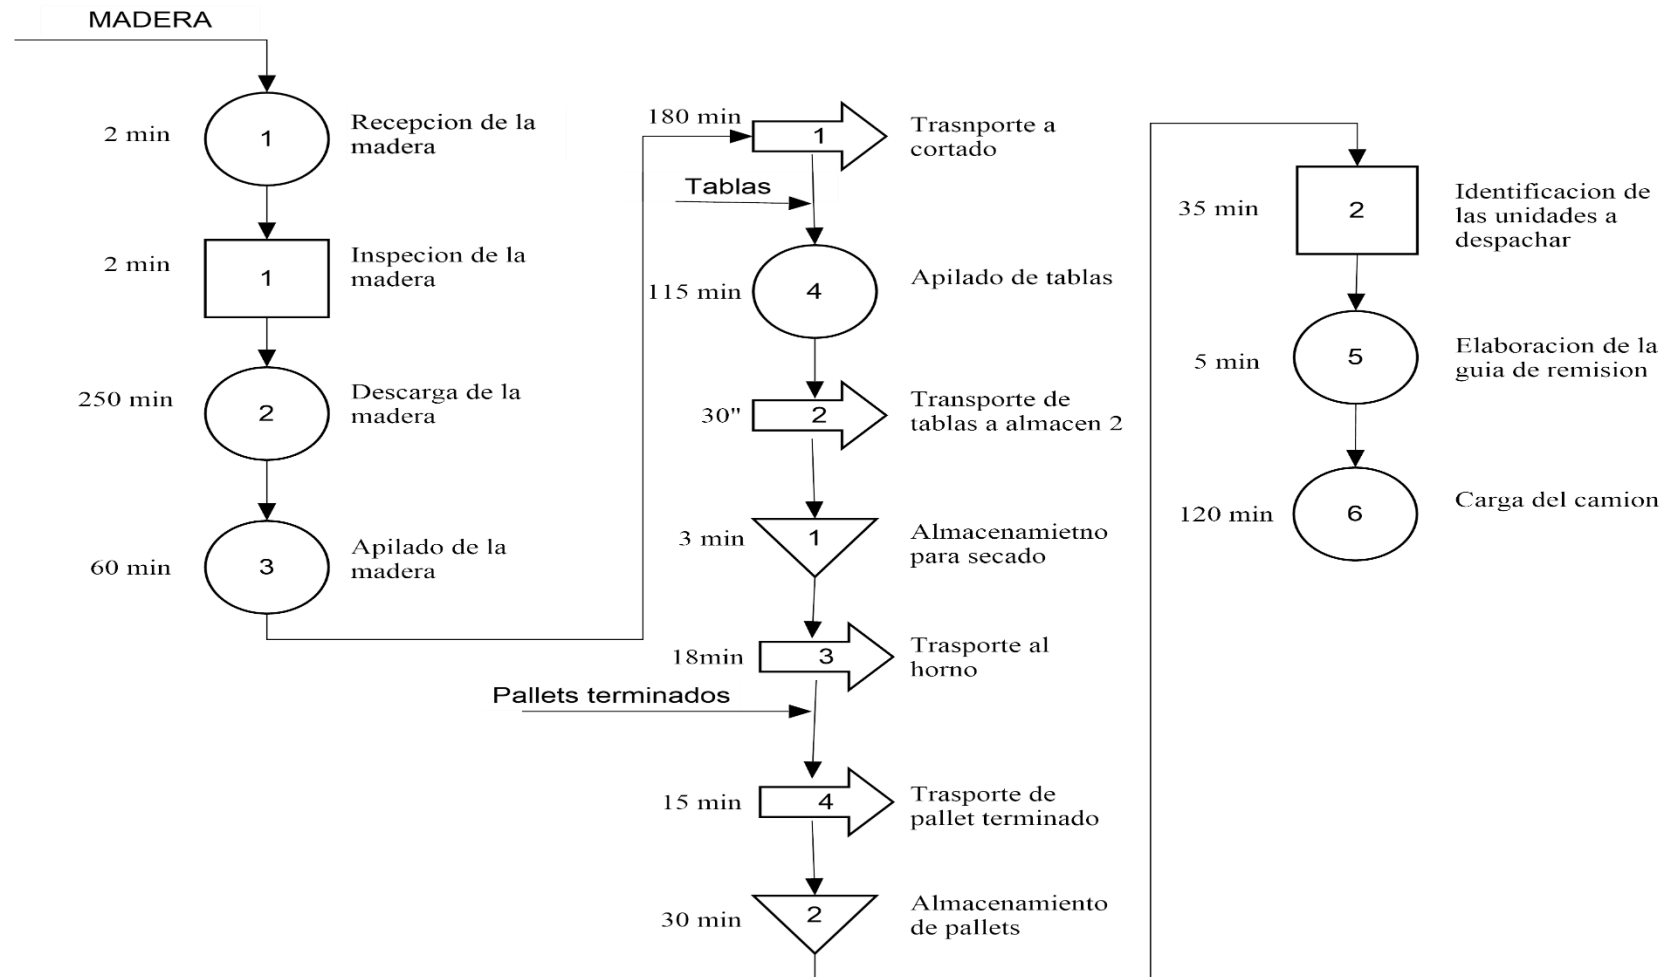 MADERA
2 min
1
Recepcion de la
madera
2 min
1
Inspecion de la
madera
250 min
2
Descarga de la
madera
60 min
3
Apilado de la
madera
180 min
1
Trasnporte a
cortado
Tablas
115 min
4
Apilado de tablas
30"
2
Transporte de
tablas a almacen 2
3 min
1
Almacenamietno
para secado
18min
3
Trasporte al
horno
Pallets terminados
15 min
4
Trasporte de
pallet terminado
30 min
2
Almacenamiento
de pallets
35 min
2
Identificacion de
las unidades a
despachar
5 min
5
Elaboracion de la
guia de remision
120 min
6
Carga del camion